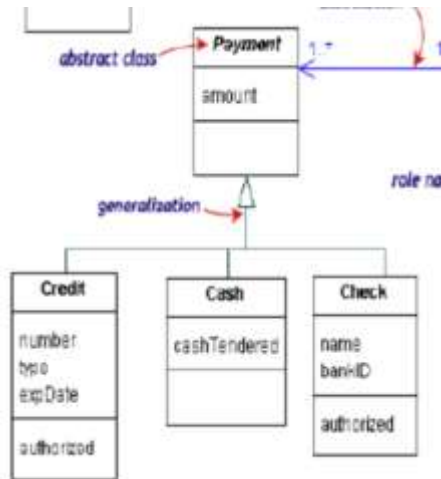 Payment
abstract class
1..*
1
amount
role na
generalization
Credit
Cash
Check
number
type
expDate
cashTendered
name
bankID
authorized
authorized